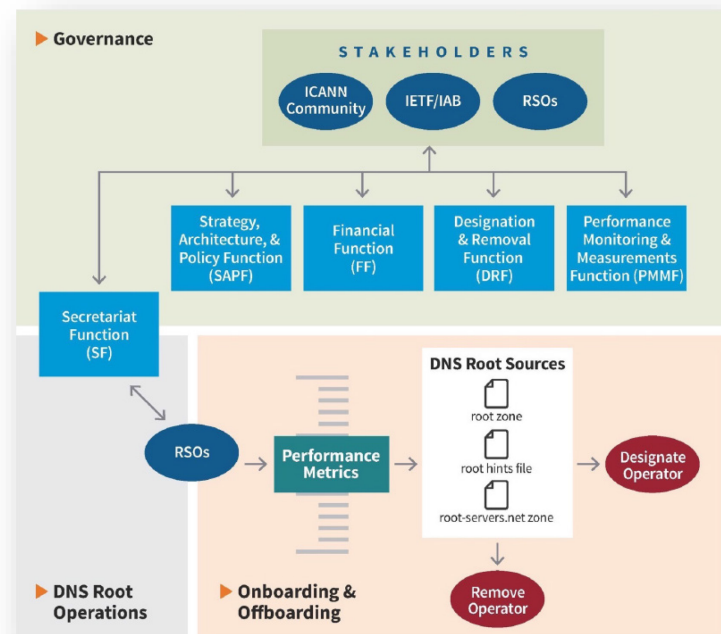 Governance
STAKEHOLDERS
ICANN
Community
IETF/IAB
RSOs
Strategy,
Architecture, &
Policy Function
(SAPF)
Financial
Function
(FF)
Designation
& Removal
Function
(DRF)
Performance
Monitoring &
Measurements
Function (PMMF)
Secretariat
Function
(SF)
RSOs
Performance
Metrics
DNS Root Sources
root zone
root hints file
root-servers.net zone
Designate
Operator
Remove
Operator
DNS Root
Operations
Onboarding &
Offboarding